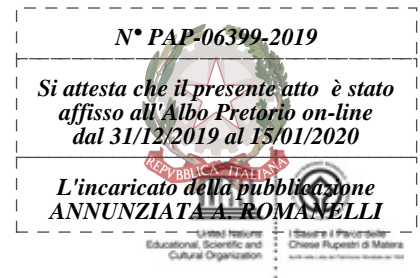 N° PAP-06399-2019
Si attesta che il presente atto è stato
affisso all'Albo Pretorio on-line
dal 31/12/2019 al 15/01/2020
REPVBBLICA ITALIANA
L'incaricato della pubblicazione
ANNUNZIATA A. ROMANELLI
United Nations
Educational, Scientific and
Cultural Organization
I Sassi e il Parco delle
Chiese Rupestri di Matera